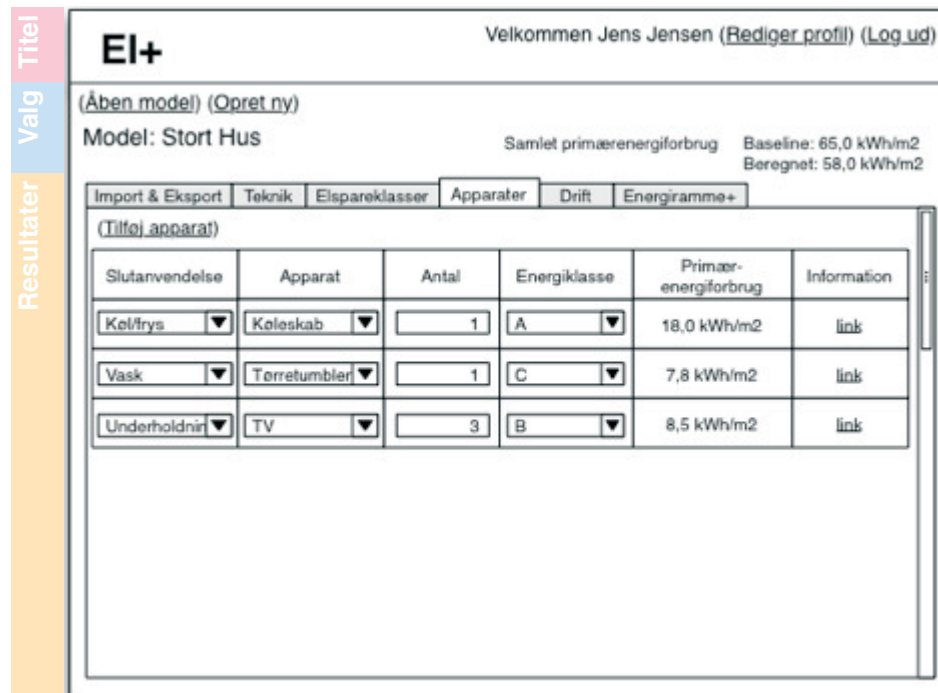 Titel
Valg
Resultater
El+
Velkommen Jens Jensen (Rediger profil) (Log ud)
(Åben model) (Opret ny)
Model: Stort Hus
Samlet primærenergiforbrug
Baseline: 65,0 kWh/m2
Beregnet: 58,0 kWh/m2
Import & Eksport
Teknik
Elspareklasser
Apparater
Drift
Energiramme+
(Tilføj apparat)
Slutanvendelse
Apparat
Antal
Energiklasse
Primær-
energiforbrug
Information
Køl/frys
Køleskab
1
A
18,0 kWh/m2
link
Vask
Tørretumbler
1
C
7,8 kWh/m2
link
Underholdnin
TV
3
B
8,5 kWh/m2
link